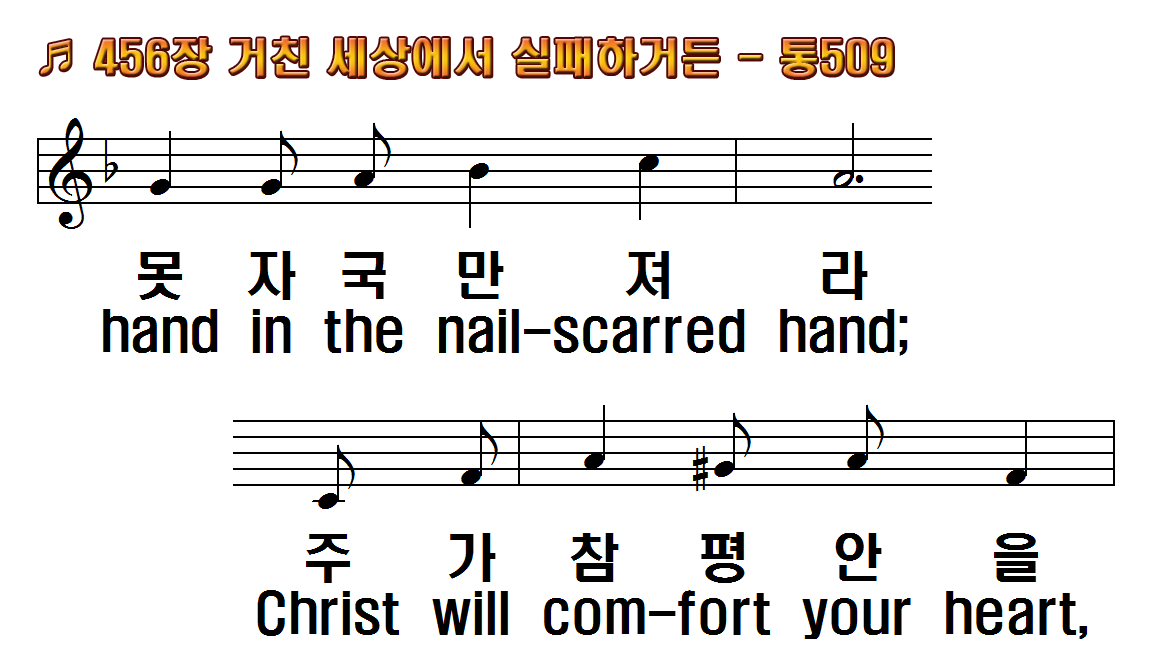 ♬ 456장 거친 세상에서 실패하거든 - 통509
못 자 국 만 져 라
hand in the nail-scarred hand;
주 가 참 평 안 을
Christ will com-fort your heart,